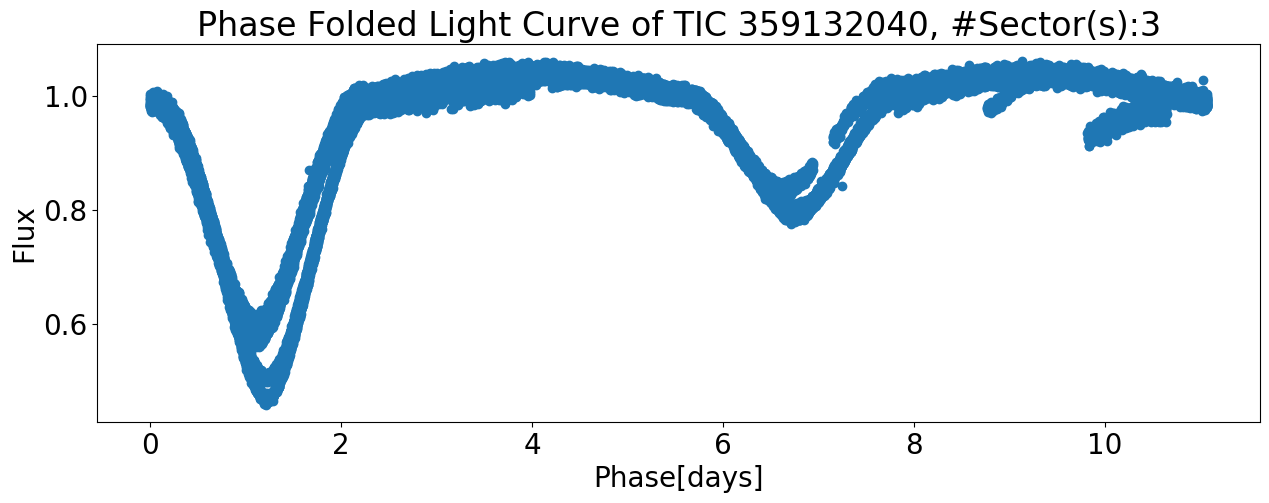 Phase Folded Light Curve of TIC 359132040, #Sector(s):3
1.0
0.8
0.6
Flux
0 2 4 6 8 10
Phase[days]